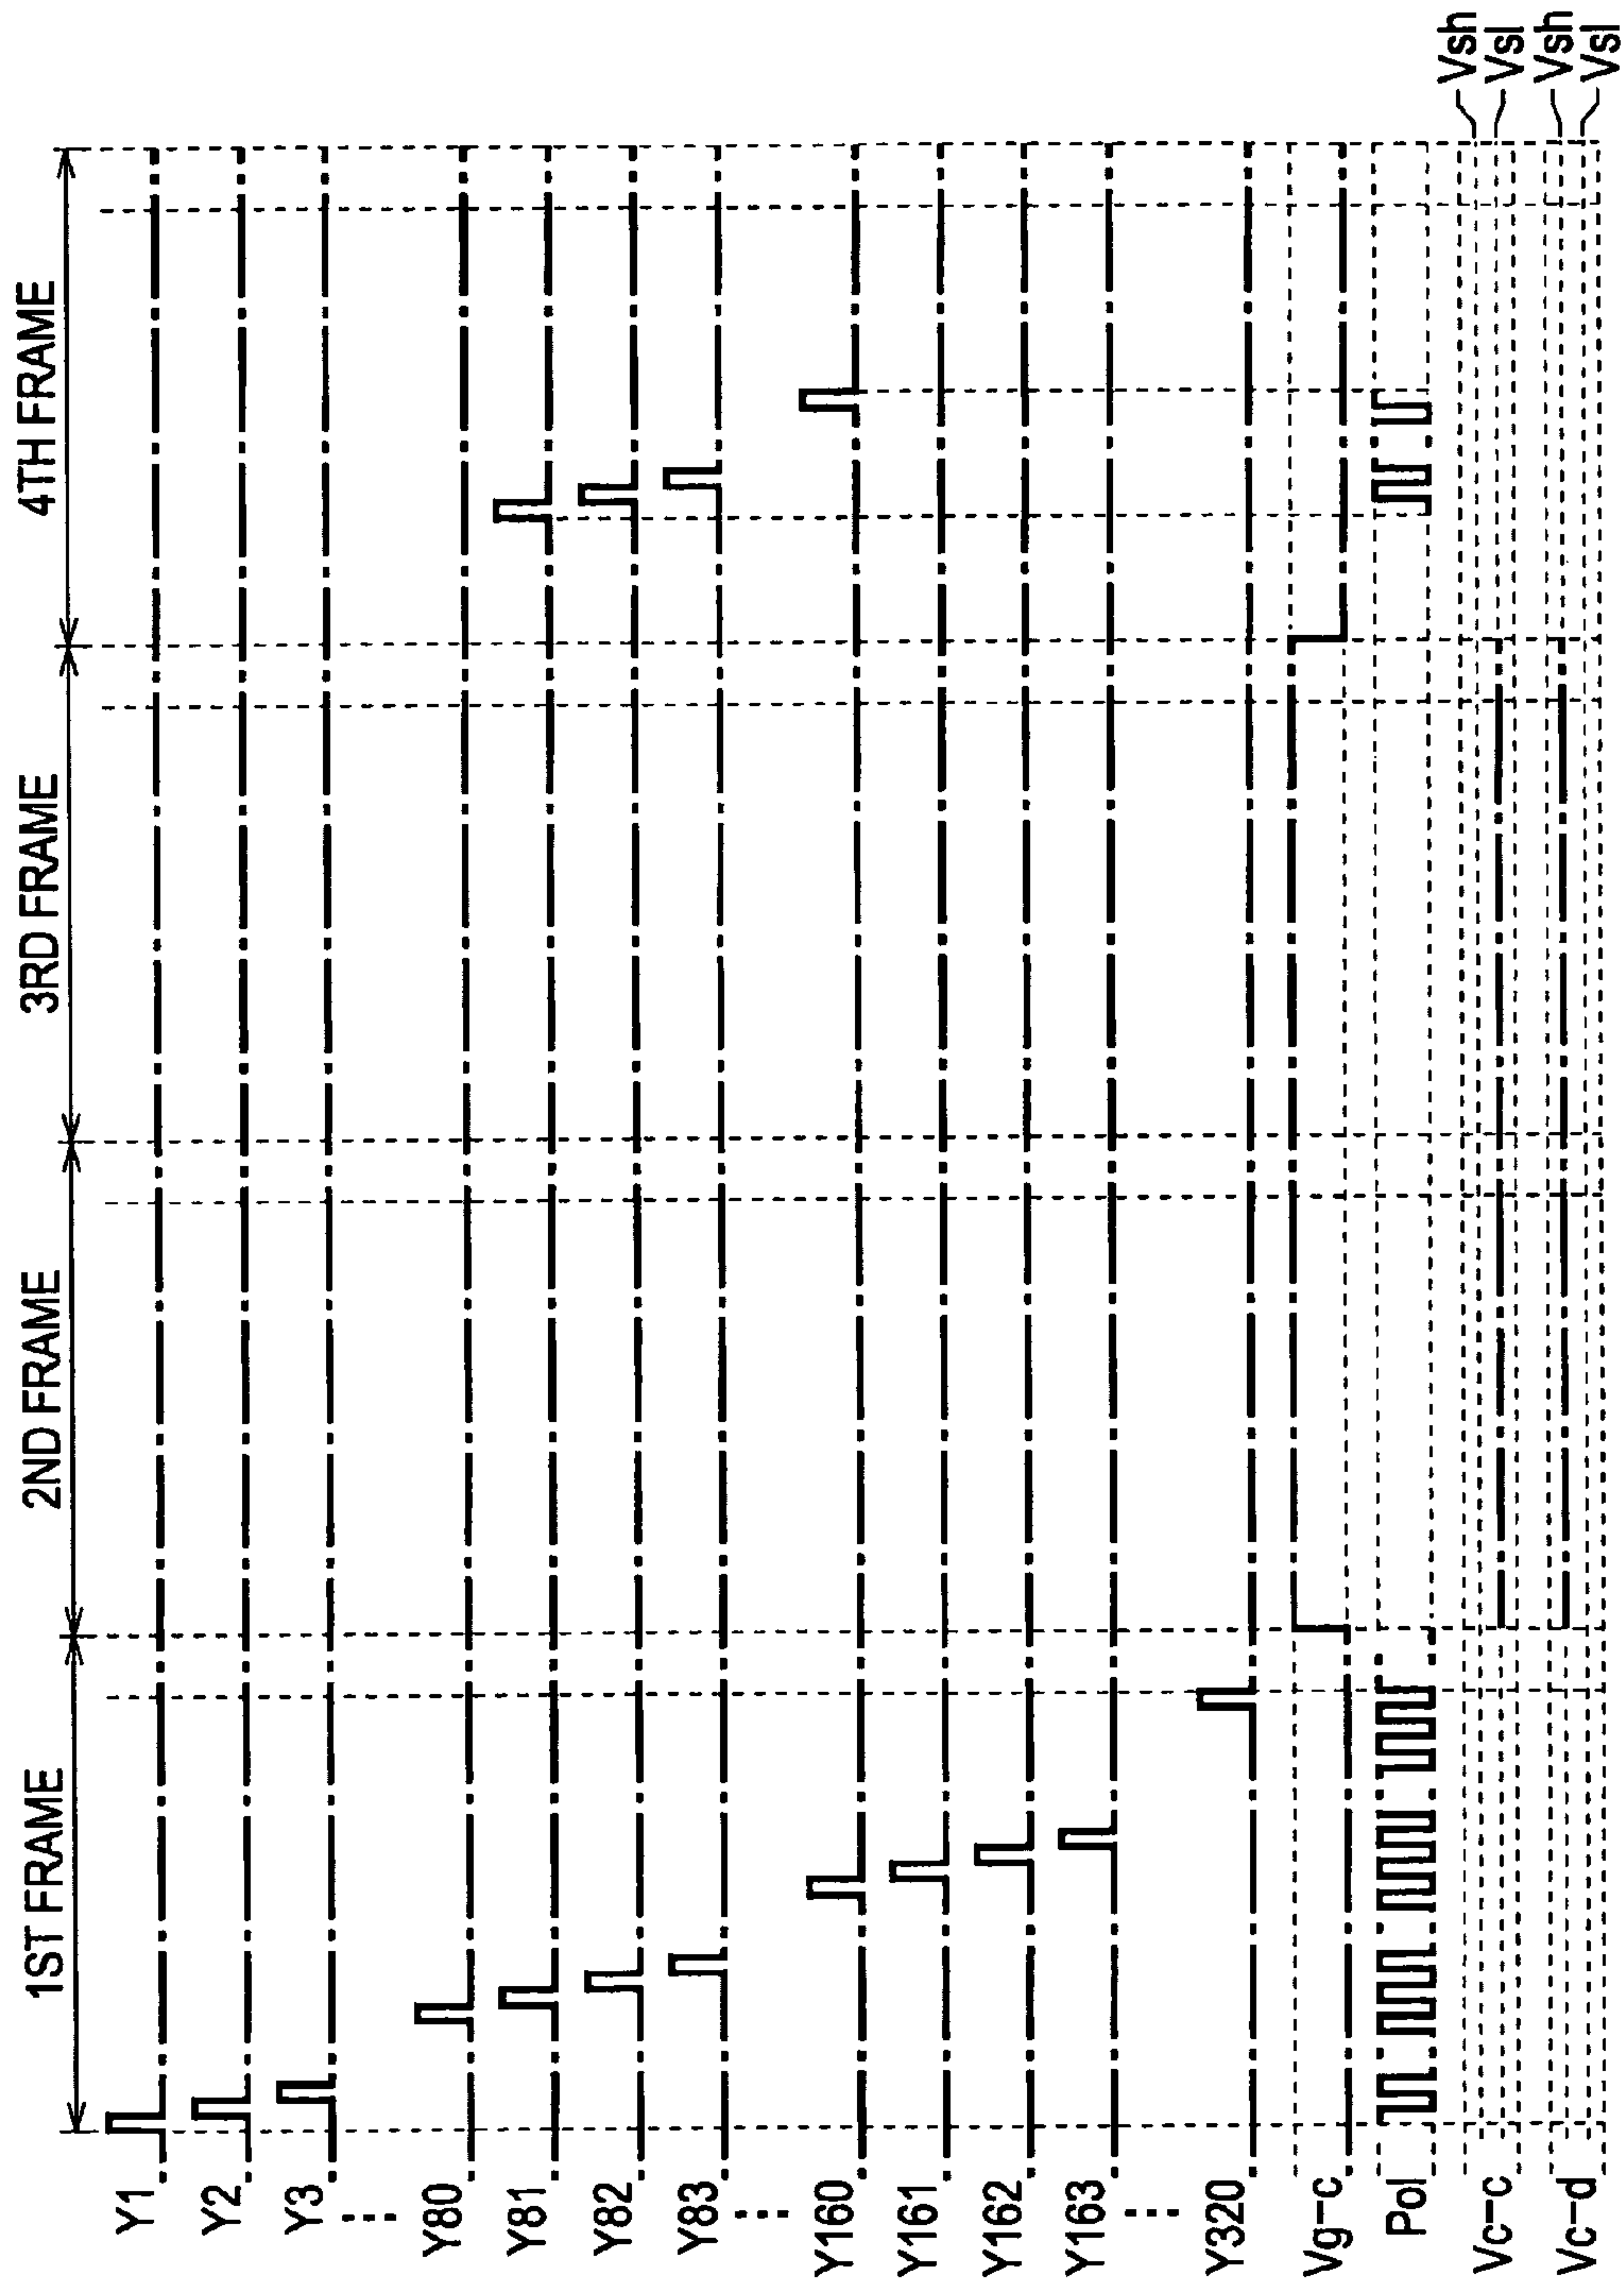 1ST FRAME
2ND FRAME
3RD FRAME
4TH FRAME
Y1
Y2
Y3
⋮
Y80
Y81
Y82
Y83
⋮
Y160
Y161
Y162
Y163
⋮
Y320
Vg-c
Pol
Vc-c
Vc-d
Vsh
Vsl
Vsh
Vsl